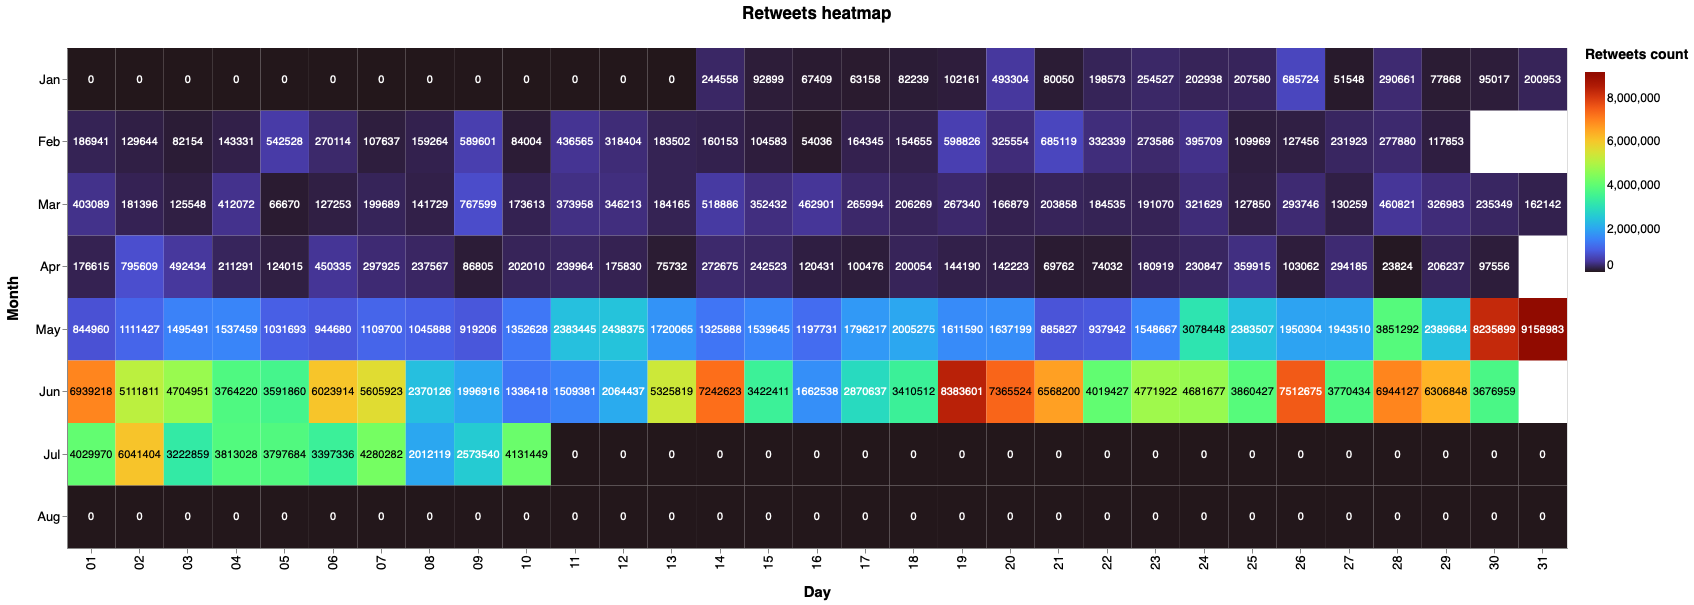 Retweets heatmap
Retweets count
Jan 0 0 0 0 0 0 0 0 0 0 0 0 0 244558 92899 67409 63158 82239 102161 493304 80050 198573 254527 202938 207580 685724 51548 290661 77868 95017 200953
Feb 186941 129644 82154 143331 542528 270114 107637 159264 589601 84004 436565 318404 183502 160153 104583 54036 164345 154655 598826 325554 685119 332339 273586 395709 109969 127456 231923 277880 117853
Mar 403089 181396 125548 412072 66670 127253 199689 141729 767599 173613 373958 346213 184165 518886 352432 462901 265994 206269 267340 166879 203858 184535 191070 321629 127850 293746 130259 460821 326983 235349 162142
Apr 176615 795609 492434 211291 124015 450335 297925 237567 86805 202010 239964 175830 75732 272675 242523 120431 100476 200054 144190 142223 69762 74032 180919 230847 359915 103062 294185 23824 206237 97556
May 844960 1111427 1495491 1537459 1031693 944680 1109700 1045888 919206 1352628 2383445 2438375 1720065 1325888 1539645 1197731 1796217 2005275 1611590 1637199 885827 937942 1548667 3078448 2383507 1950304 1943510 3851292 2389684 8235899 9158983
Jun 6939218 5111811 4704951 3764220 3591860 6023914 5605923 2370126 1996916 1336418 1509381 2064437 5325819 7242623 3422411 1662538 2870637 3410512 8383601 7365524 6568200 4019427 4771922 4681677 3860427 7512675 3770434 6944127 6306848 3676959
Jul 4029970 6041404 3222859 3813028 3797684 3397336 4280282 2012119 2573540 4131449 0 0 0 0 0 0 0 0 0 0 0 0 0 0 0 0 0 0 0 0 0
Aug 0 0 0 0 0 0 0 0 0 0 0 0 0 0 0 0 0 0 0 0 0 0 0 0 0 0 0 0 0 0 0
01 02 03 04 05 06 07 08 09 10 11 12 13 14 15 16 17 18 19 20 21 22 23 24 25 26 27 28 29 30 31
Day
Month
8,000,000
6,000,000
4,000,000
2,000,000
0